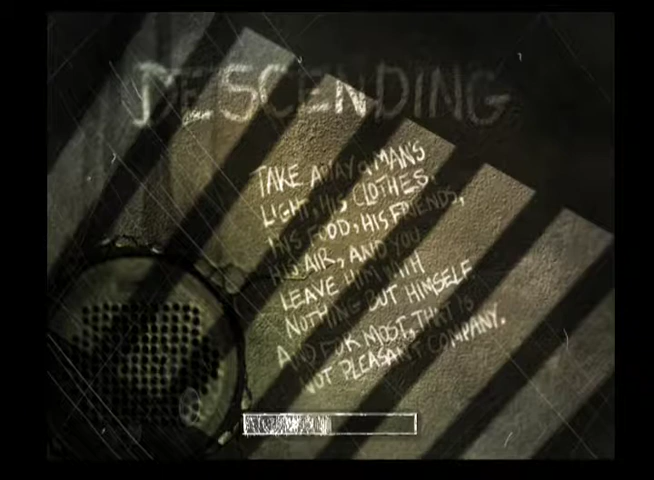 DESCENDING
TAKE AWAY A MAN'S
LIGHT, HIS CLOTHES,
HIS FOOD, HIS FRIENDS,
HIS AIR, AND YOU
LEAVE HIM WITH
NOTHING BUT HIMSELF
AND FOR MOST, THAT IS
NOT PLEASANT COMPANY.